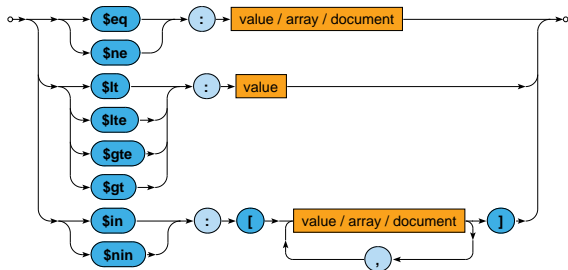 $eq : value / array / document
$ne
$lt : value
$lte
$gte
$gt
$in : [ value / array / document ]
$nin ,